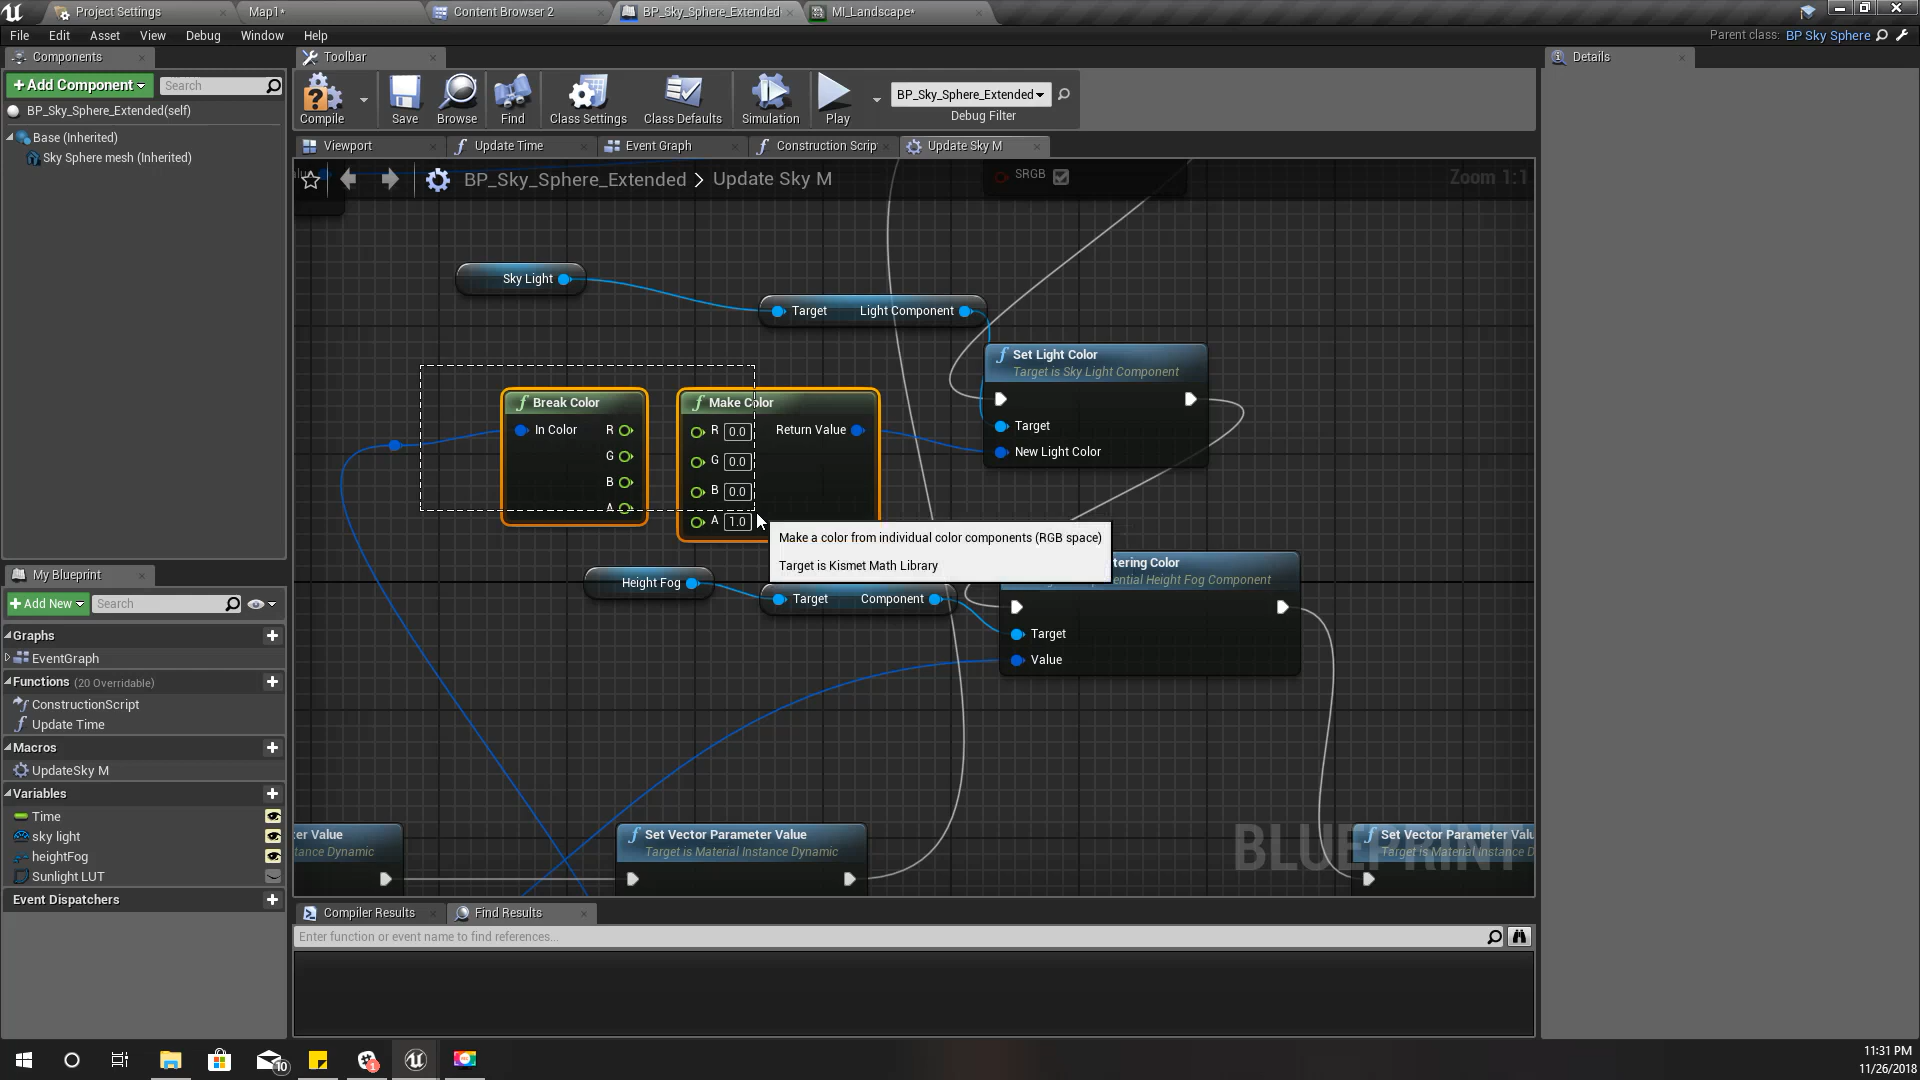 Project Settings
Map1*
Content Browser 2
BP_Sky_Sphere_Extended
MI_Landscape*
File Edit Asset View Debug Window Help
Parent class: BP Sky Sphere
Components
Toolbar
Details
+Add Component
Search
Compile
Save
Browse
Find
Class Settings
Class Defaults
Simulation
Play
BP_Sky_Sphere_Extended
Debug Filter
BP_Sky_Sphere_Extended(self)
Base (Inherited)
Sky Sphere mesh (Inherited)
Viewport
Update Time
Event Graph
Construction Scrip
Update Sky M
BP_Sky_Sphere_Extended > Update Sky M
SRGB
Zoom 1:1
Sky Light
Target Light Component
Set Light Color
Target is Sky Light Component
Target
New Light Color
Break Color
In Color R
G
B
A
Make Color
R 0.0 Return Value
G 0.0
B 0.0
A 1.0
Make a color from individual color components (RGB space)
Target is Kismet Math Library
Height Fog
Target Component
tering Color
ential Height Fog Component
Target
Value
er Value
tance Dynamic
Set Vector Parameter Value
Target is Material Instance Dynamic
BLUEPRINT
Set Vector Parameter Valu
Target is Material Instance D
My Blueprint
+Add New
Search
Graphs
EventGraph
Functions (20 Overridable)
ConstructionScript
Update Time
Macros
UpdateSky M
Variables
Time
sky light
heightFog
Sunlight LUT
Event Dispatchers
Compiler Results
Find Results
Enter function or event name to find references...
10
1
11:31 PM
11/26/2018